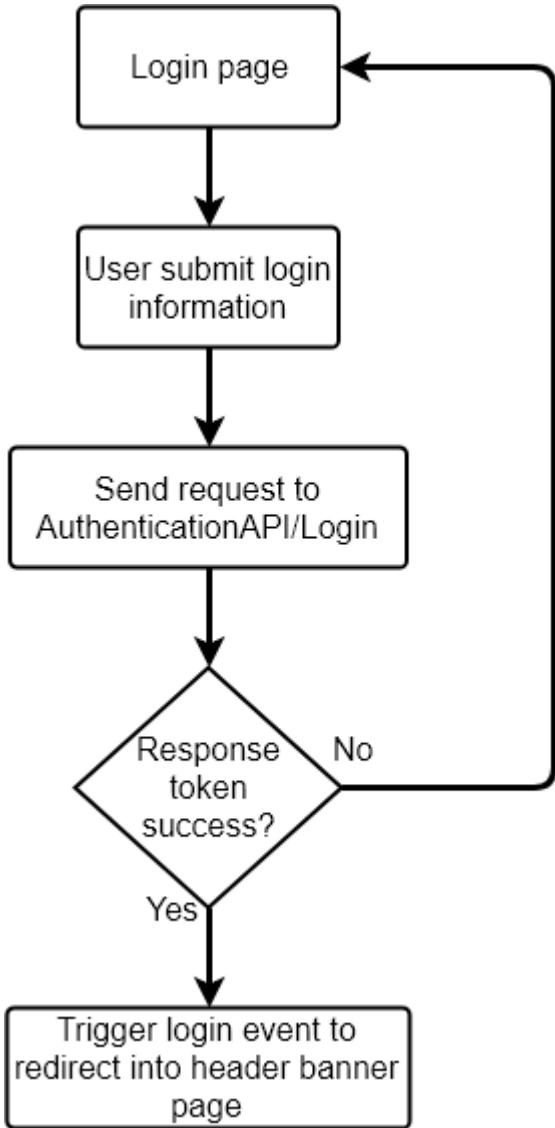 Login page
User submit login
information
Send request to
AuthenticationAPI/Login
Response
token
success?
No
Yes
Trigger login event to
redirect into header banner
page